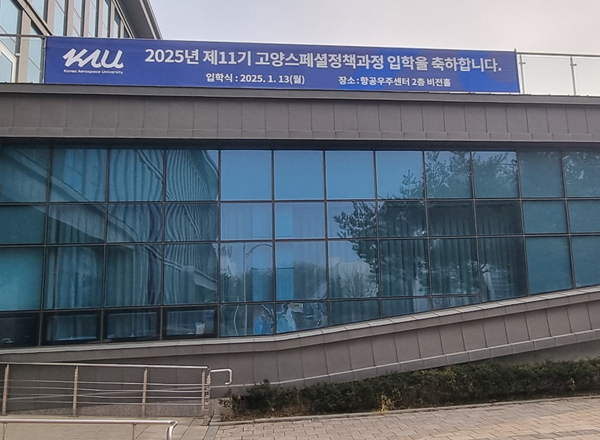 KAU
Korea Aerospace University
2025년 제11기 고양스페셜정책과정 입학을 축하합니다.
입학식 : 2025. 1. 13(월) 장소 : 항공우주센터 2층 비전홀